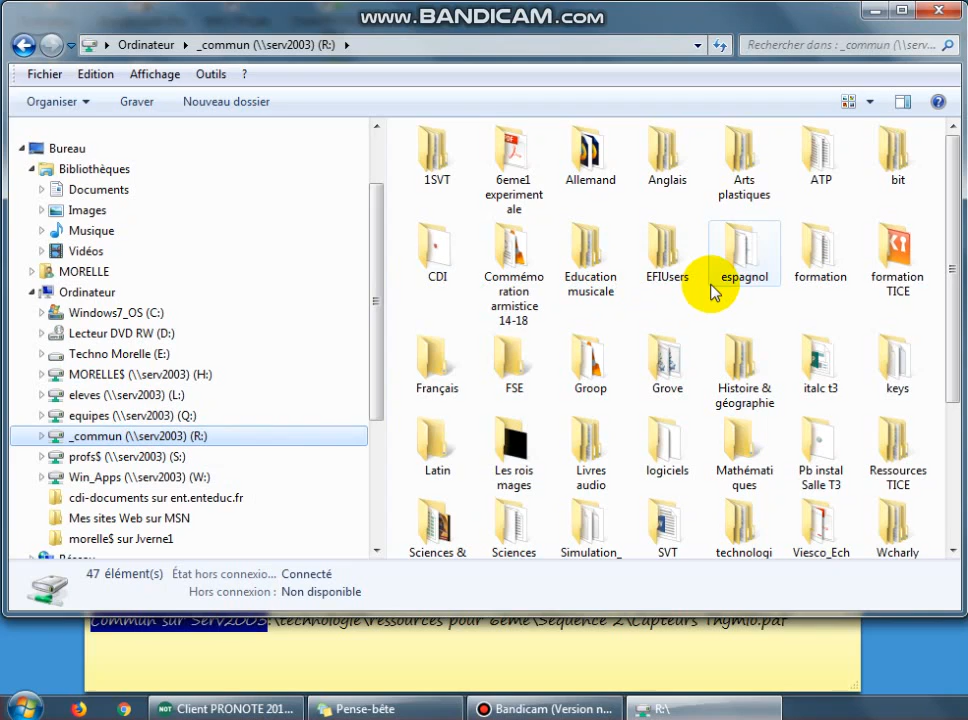 www.BANDICAM.com
Ordinateur
_commun (\\serv2003) (R:)
Rechercher dans : _commun (\\serv...
Fichier
Edition
Affichage
Outils
?
Organiser
Graver
Nouveau dossier
Bureau
Bibliothèques
Documents
Images
Musique
Vidéos
MORELLE
Ordinateur
Windows7_OS (C:)
Lecteur DVD RW (D:)
Techno Morelle (E:)
MORELLE$ (\\serv2003) (H:)
eleves (\\serv2003) (L:)
equipes (\\serv2003) (Q:)
_commun (\\serv2003) (R:)
profs$ (\\serv2003) (S:)
Win_Apps (\\serv2003) (W:)
cdi-documents sur ent.enteduc.fr
Mes sites Web sur MSN
morelle$ sur Jverne1
Réseau
1SVT
6eme1
experimental
e
Allemand
Anglais
Arts
plastiques
ATP
bit
CDI
Commémo
ration
armistice
14-18
Education
musicale
EFIUsers
espagnol
formation
formation
TICE
Français
FSE
Groop
Grove
Histoire &
géographie
italc t3
keys
Latin
Les rois
mages
Livres
audio
logiciels
Mathémati
ques
Pb instal
Salle T3
Ressources
TICE
Sciences &
Sciences
Simulation_
SVT
technologi
Viesco_Ech
Wcharly
47 élément(s)
État hors connexio...
Connecté
Hors connexion :
Non disponible
Commun sur Serv2003:\technologie\ressources pour 6eme\Séquence 2\Capteurs Thymio.pdf
Client PRONOTE 201...
Pense-bête
Bandicam (Version n...
R:\